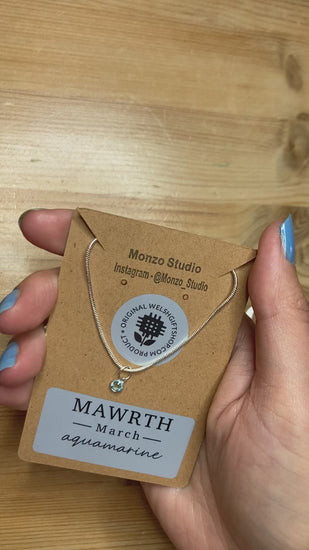 Monzo Studio
Instagram - @Monzo_Studio
ORIGINAL WELSHGIFTSHOP.COM PRODUCT
MAWRTH
March
aquamarine